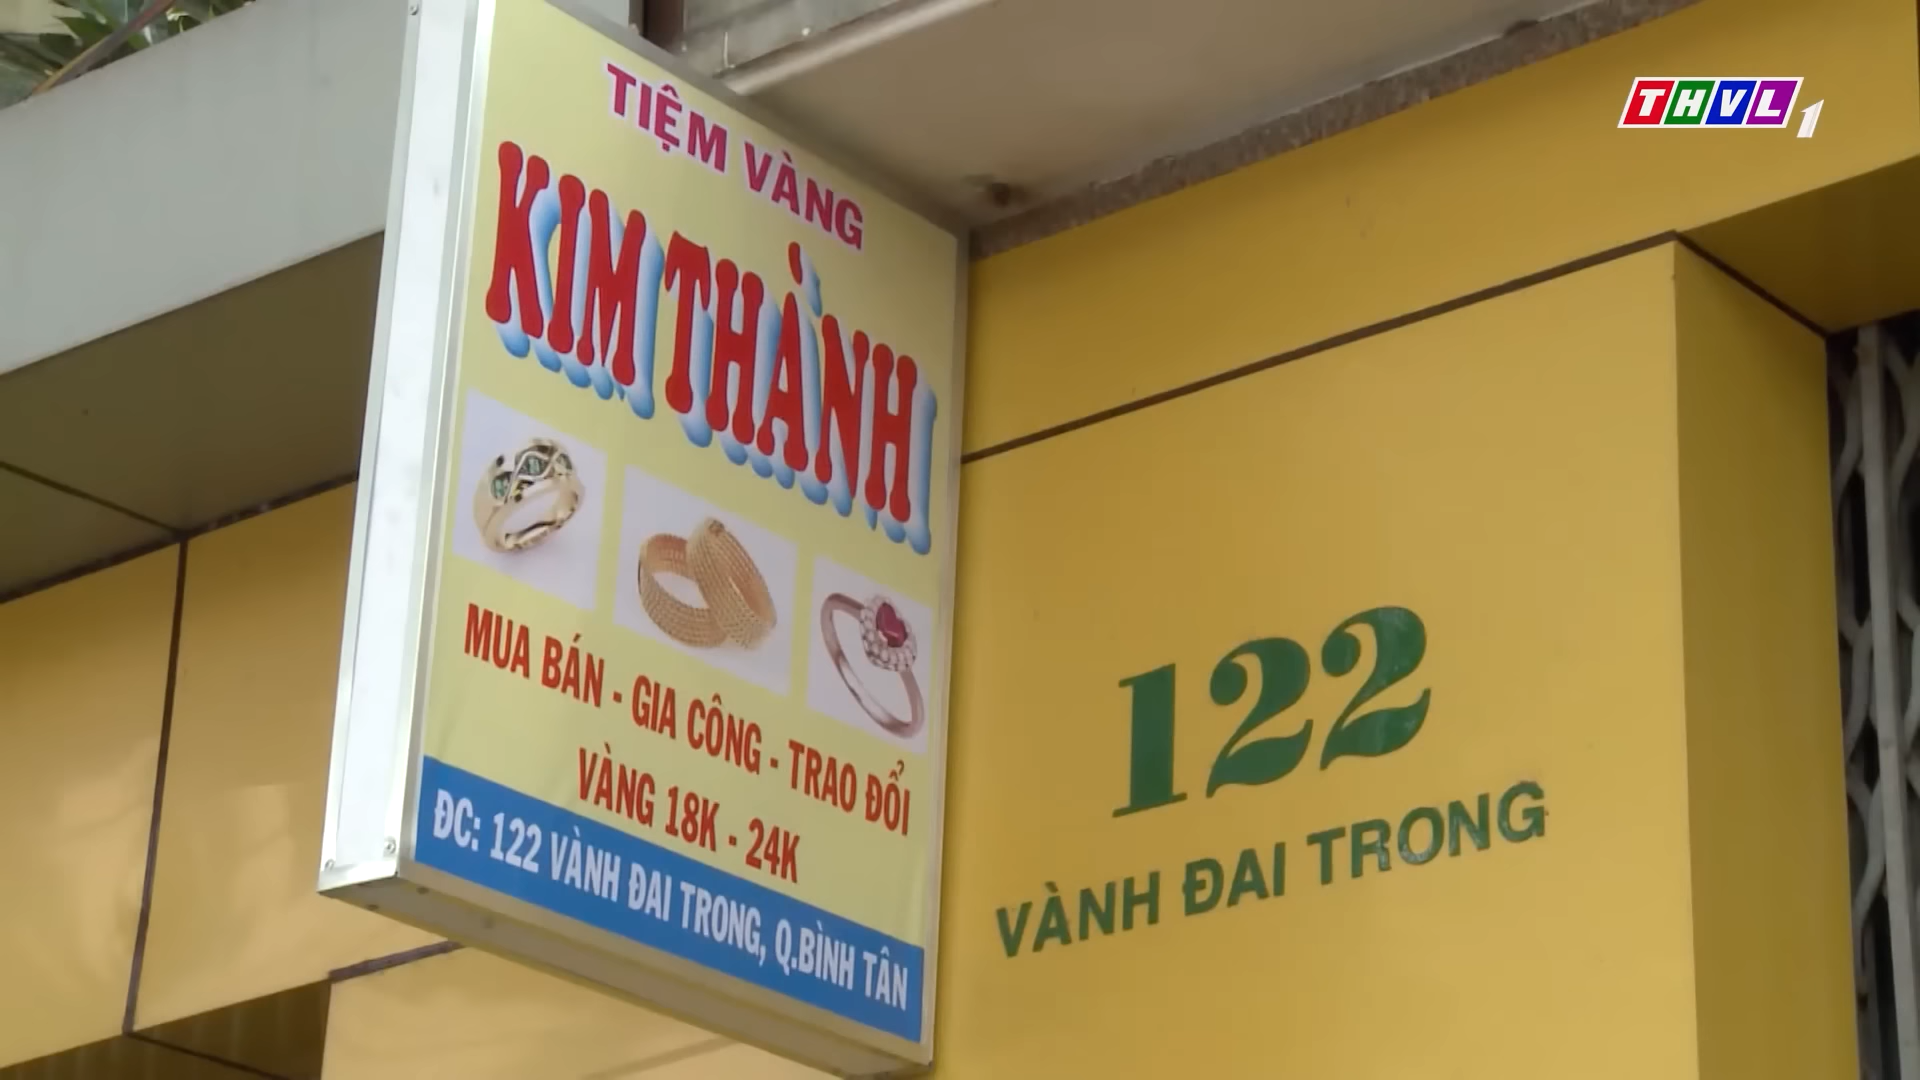 THVL1
TIỆM VÀNG
KIM THÀNH
MUA BÁN - GIA CÔNG - TRAO ĐỔI
VÀNG 18K - 24K
ĐC: 122 VÀNH ĐAI TRONG, Q.BÌNH TÂN
122
VÀNH ĐAI TRONG